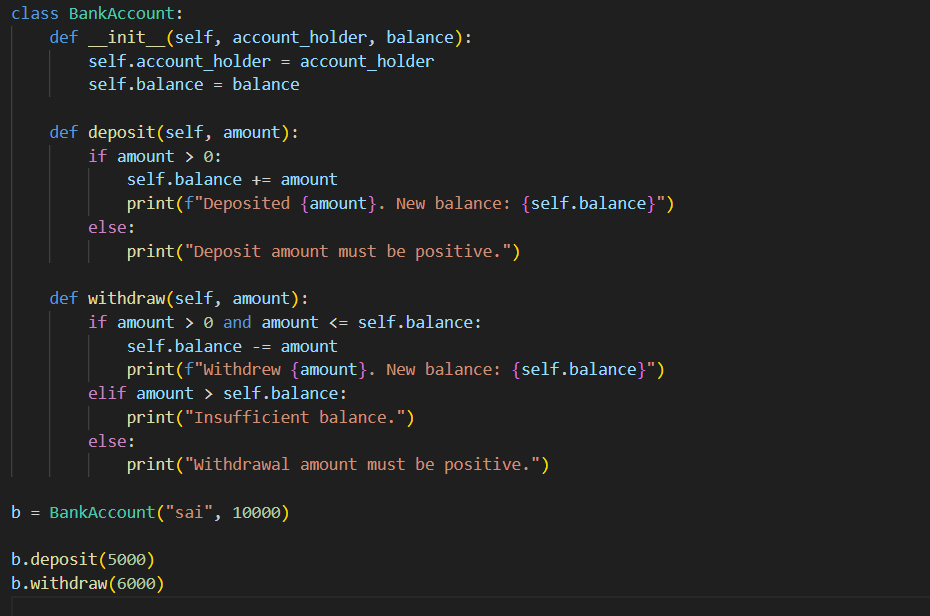 class BankAccount:
    def __init__(self, account_holder, balance):
        self.account_holder = account_holder
        self.balance = balance

    def deposit(self, amount):
        if amount > 0:
            self.balance += amount
            print(f"Deposited {amount}. New balance: {self.balance}")
        else:
            print("Deposit amount must be positive.")

    def withdraw(self, amount):
        if amount > 0 and amount <= self.balance:
            self.balance -= amount
            print(f"Withdrew {amount}. New balance: {self.balance}")
        elif amount > self.balance:
            print("Insufficient balance.")
        else:
            print("Withdrawal amount must be positive.")

b = BankAccount("sai", 10000)

b.deposit(5000)
b.withdraw(6000)